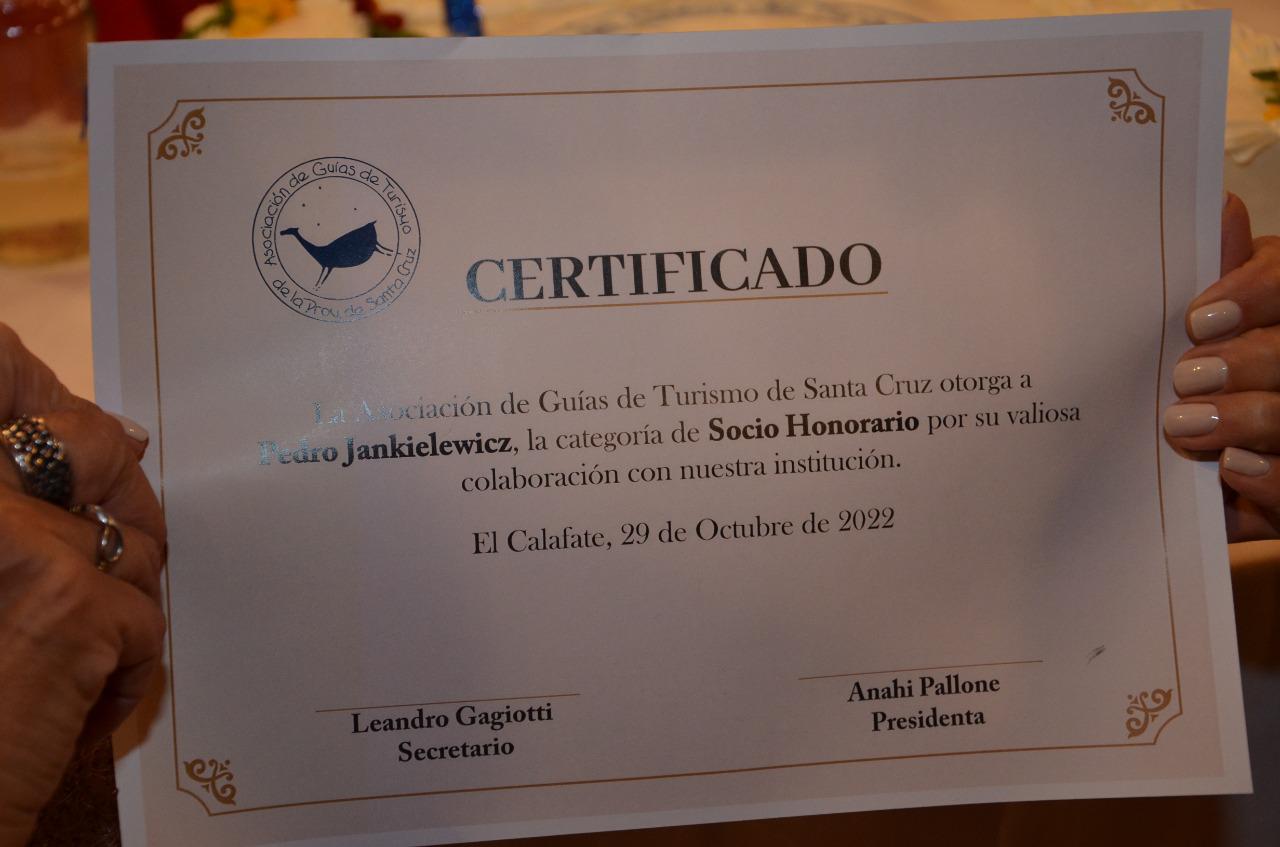 Asociación de Guías de Turismo
de la Prov. de Santa Cruz
CERTIFICADO
La Asociación de Guías de Turismo de Santa Cruz otorga a
Pedro Jankielewicz, la categoría de Socio Honorario por su valiosa
colaboración con nuestra institución.
El Calafate, 29 de Octubre de 2022
Leandro Gagiotti
Secretario
Anahi Pallone
Presidenta